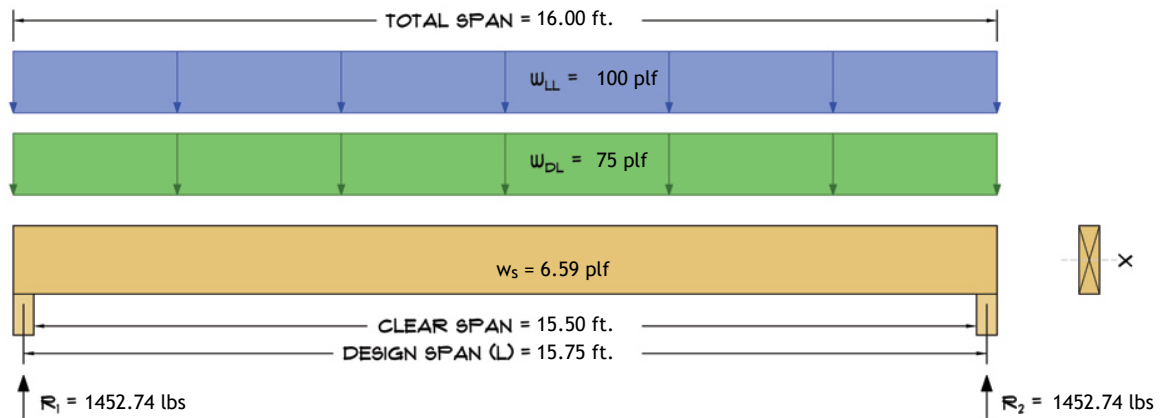 TOTAL SPAN = 16.00 ft.
WLL = 100 plf
WDL = 75 plf
ws = 6.59 plf
X
CLEAR SPAN = 15.50 ft.
DESIGN SPAN (L) = 15.75 ft.
R1 = 1452.74 lbs
R2 = 1452.74 lbs